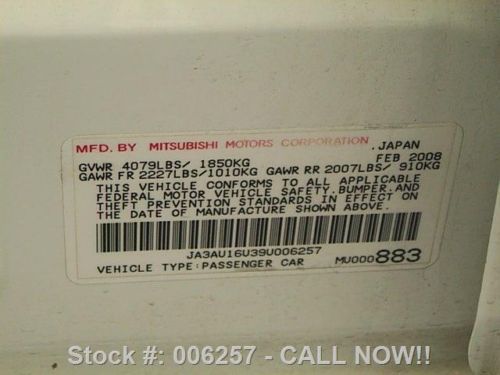 MFD. BY MITSUBISHI MOTORS CORPORATION, JAPAN
GVWR 4079LBS/ 1850KG FEB 2008
GAWR FR 2227LBS/1010KG GAWR RR 2007LBS/ 910KG
THIS VEHICLE CONFORMS TO ALL APPLICABLE
FEDERAL MOTOR VEHICLE SAFETY,BUMPER,AND
THEFT PREVENTION STANDARDS IN EFFECT ON
THE DATE OF MANUFACTURE SHOWN ABOVE.
JA3AU16U39U006257
VEHICLE TYPE:PASSENGER CAR MU000883
Stock #: 006257 - CALL NOW!!